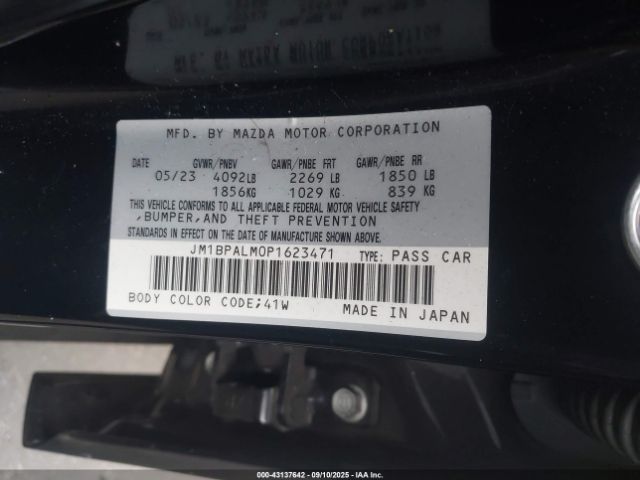 MFD. BY MAZDA MOTOR CORPORATION
DATE GVWR/PNBV GAWR/PNBE FRT GAWR/PNBE RR
05/23 4092LB 2269 LB 1850 LB
1856KG 1029 KG 839 KG
THIS VEHICLE CONFORMS TO ALL APPLICABLE FEDERAL MOTOR VEHICLE SAFETY
,BUMPER,AND THEFT PREVENTION
STANDARDS IN EFFECT ON THE DATE OF MANUFACTURE SHOWN ABOVE.
JM1BPALM0P1623471 TYPE: PASS CAR
BODY COLOR CODE;41W MADE IN JAPAN
000-43137642 - 09/10/2025 - IAAI.COM